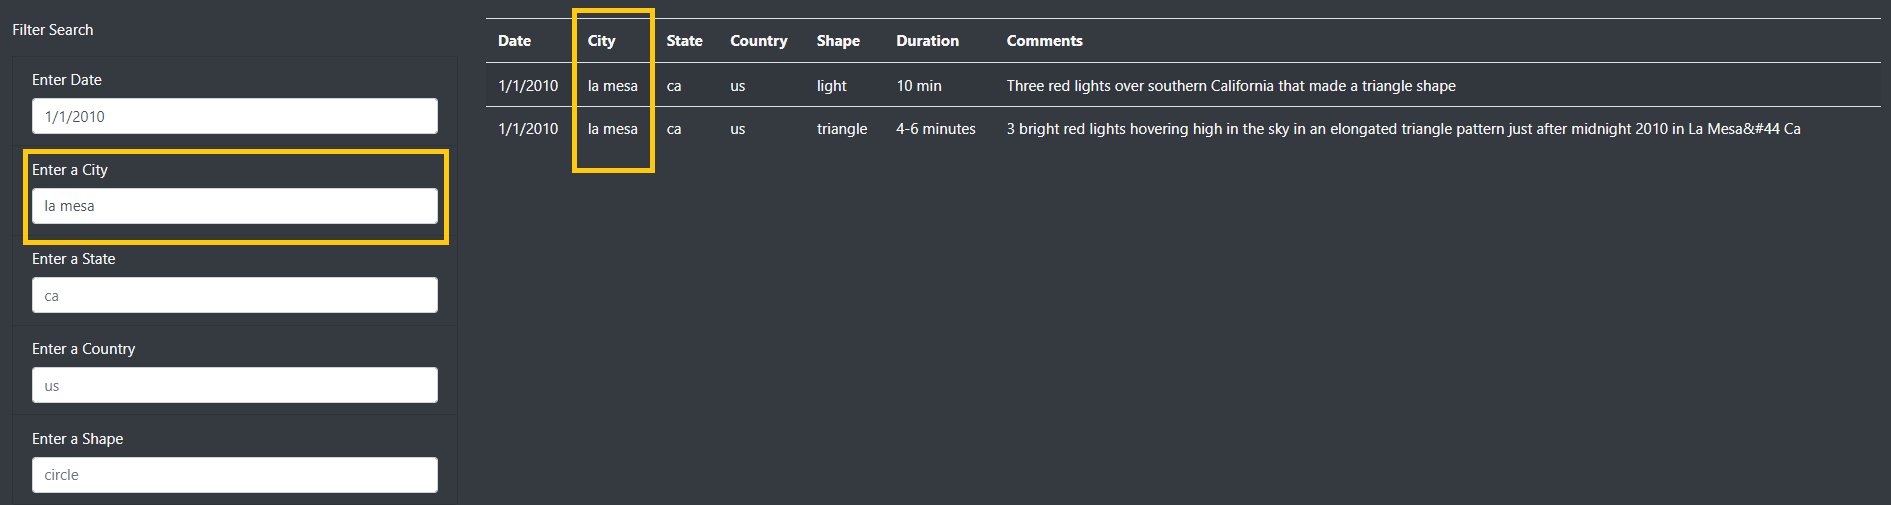 Filter Search
Enter Date
1/1/2010
Enter a City
la mesa
Enter a State
ca
Enter a Country
us
Enter a Shape
circle
Date City State Country Shape Duration Comments
1/1/2010 la mesa ca us light 10 min Three red lights over southern California that made a triangle shape
1/1/2010 la mesa ca us triangle 4-6 minutes 3 bright red lights hovering high in the sky in an elongated triangle pattern just after midnight 2010 in La Mesa&#44 Ca